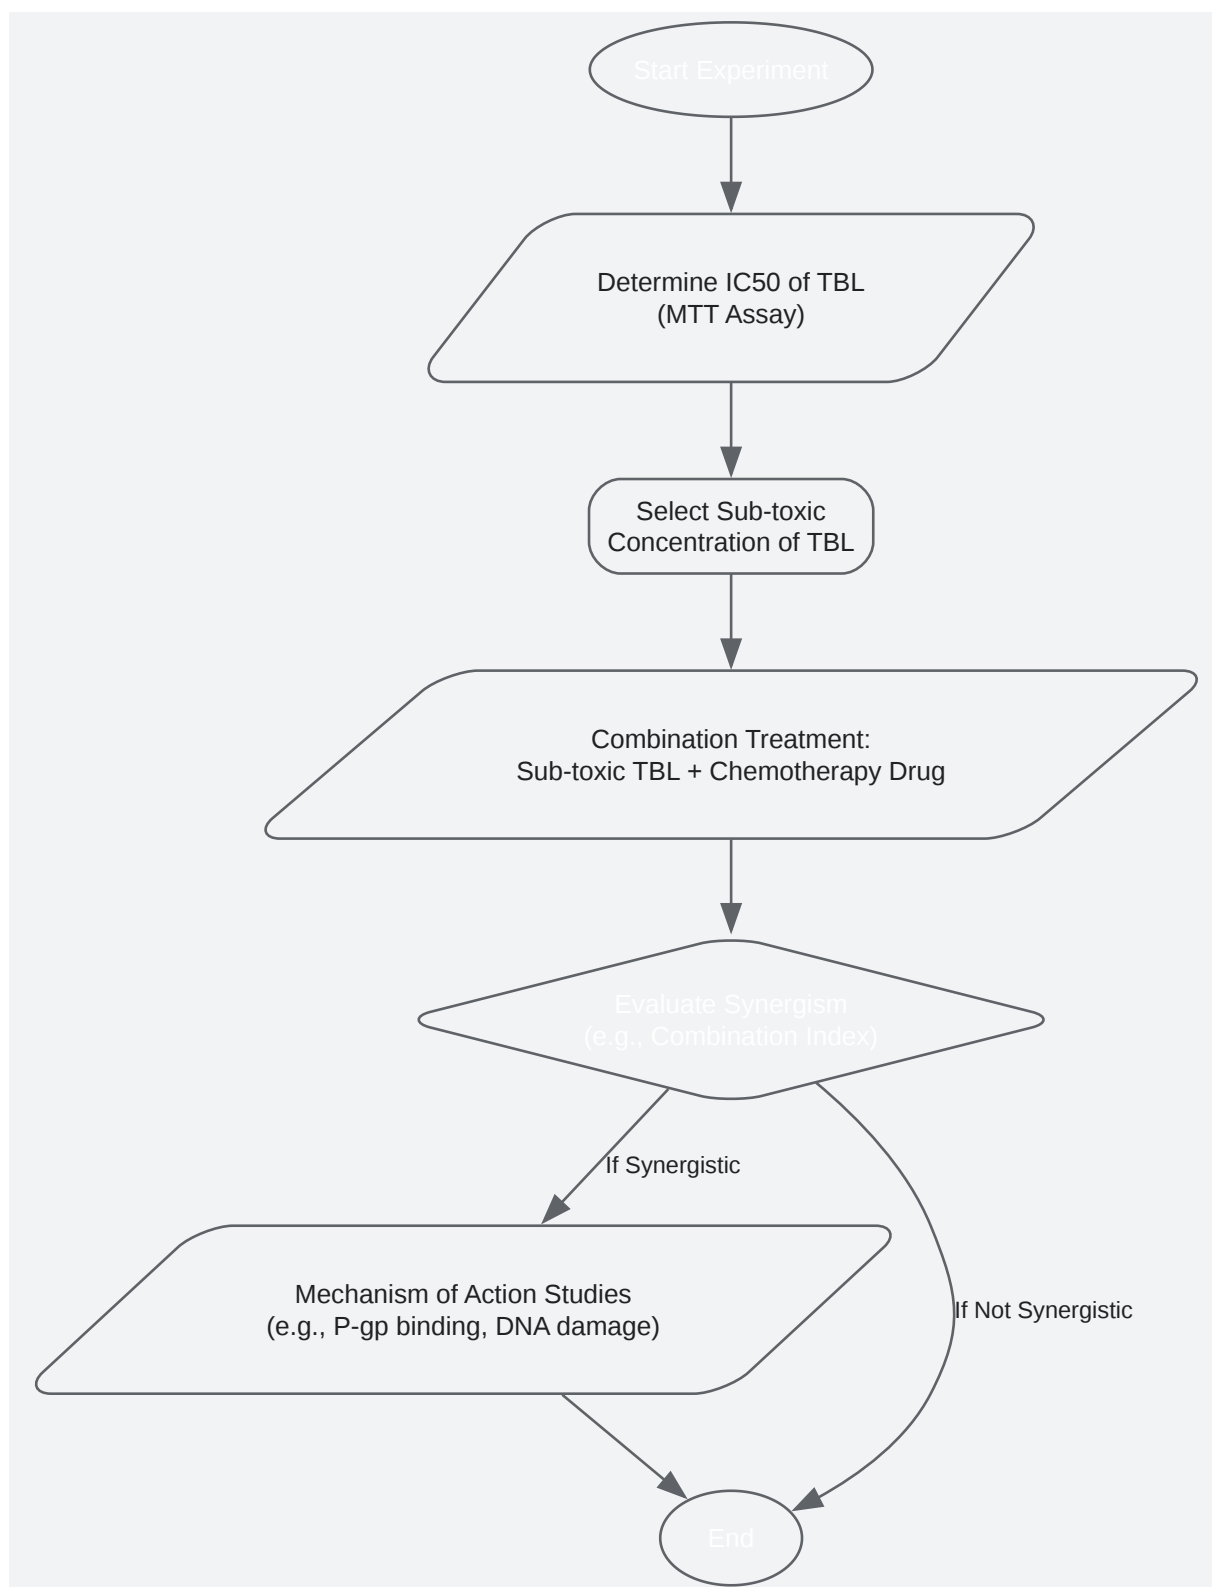 Start Experiment
Determine IC50 of TBL
(MTT Assay)
Select Sub-toxic
Concentration of TBL
Combination Treatment:
Sub-toxic TBL + Chemotherapy Drug
Evaluate Synergism
(e.g., Combination Index)
If Synergistic
Mechanism of Action Studies
(e.g., P-gp binding, DNA damage)
If Not Synergistic
End